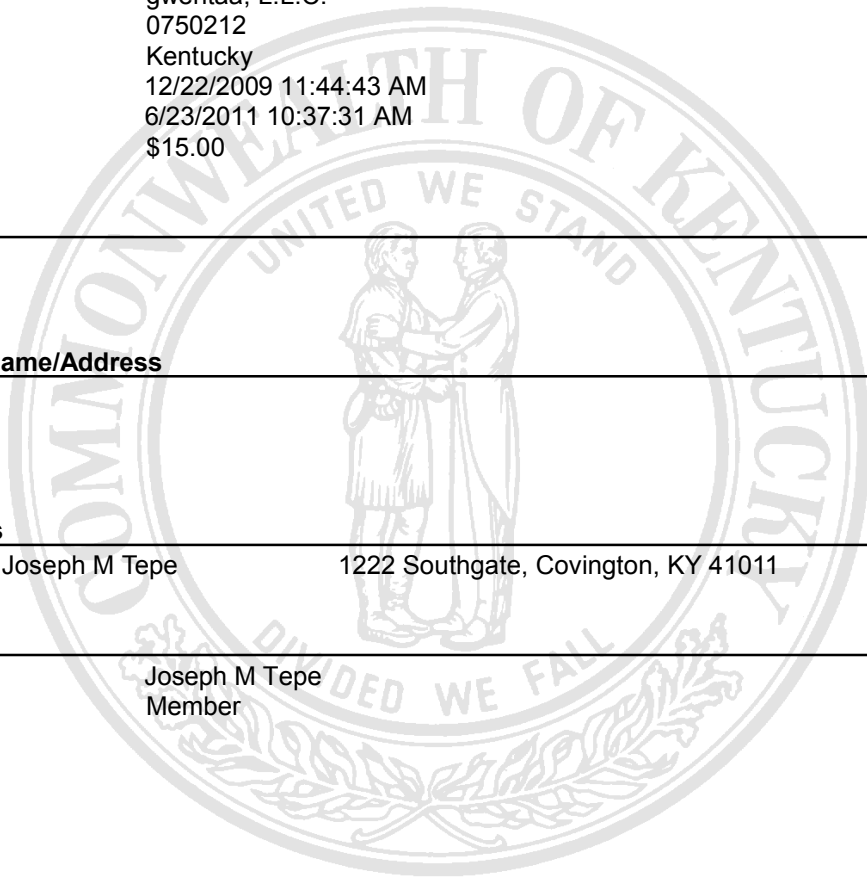 0750212
Kentucky
12/22/2009 11:44:43 AM
6/23/2011 10:37:31 AM
$15.00
COMMONWEALTH OF KENTUCKY
UNITED WE STAND
ame/Address
s
Joseph M Tepe 1222 Southgate, Covington, KY 41011
Joseph M Tepe
Member
DIVIDED WE FALL